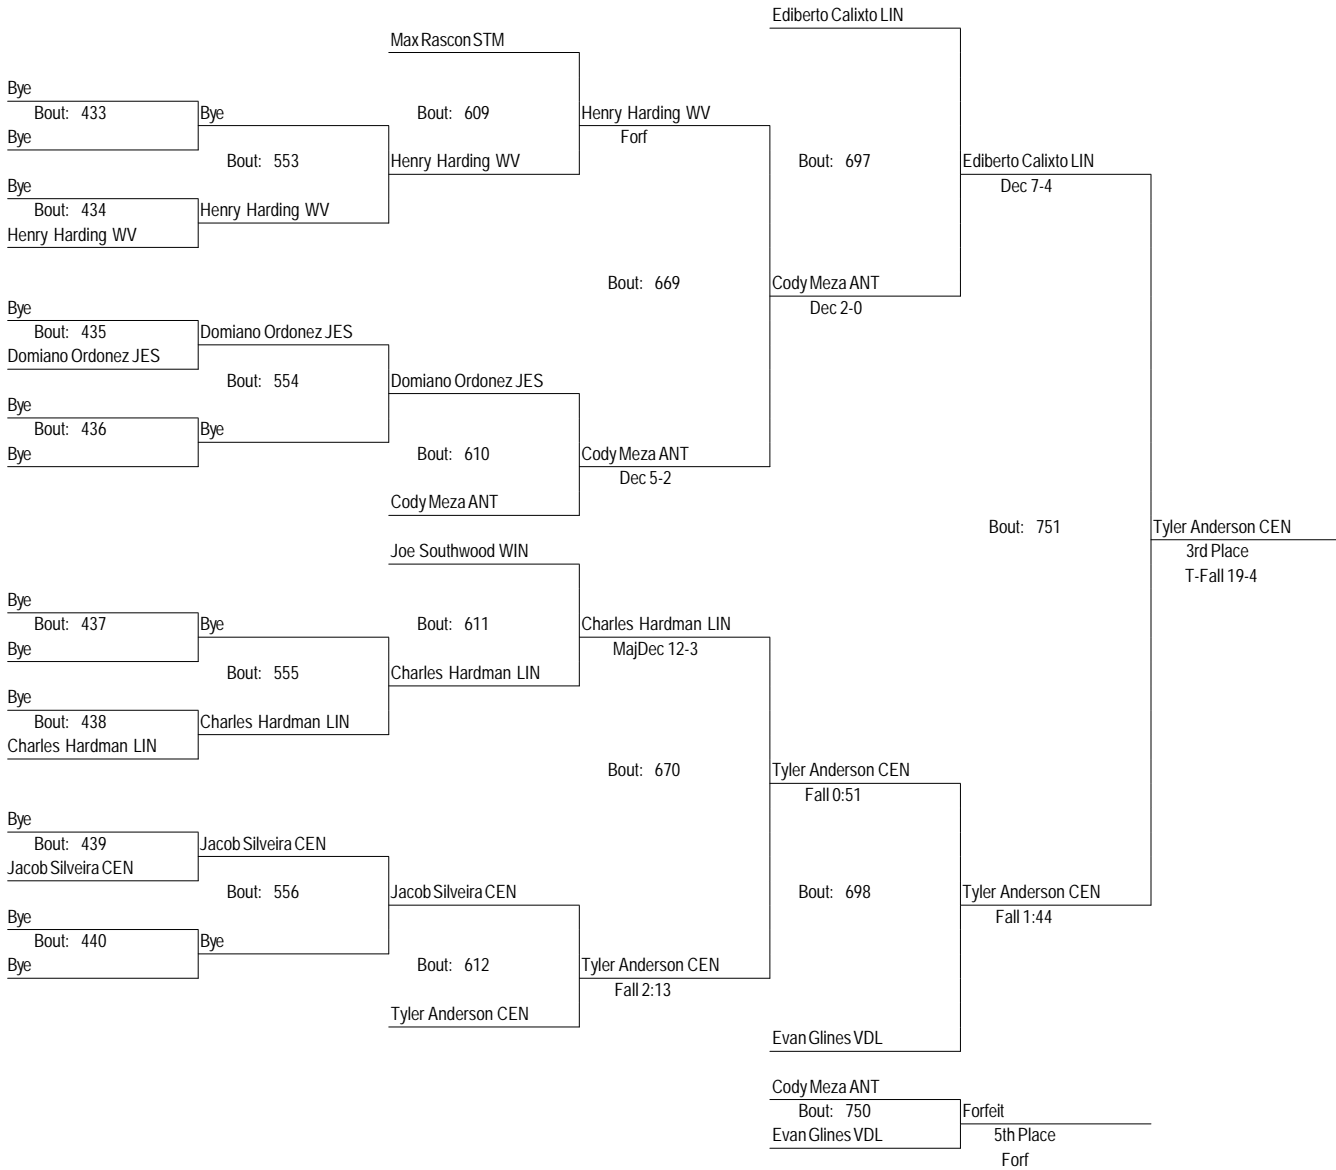 Ediberto Calixto LIN
Max Rascon STM
Bye
Bout: 433
Bye
Bout: 609
Henry Harding WV
Bye
Forf
Bout: 553
Henry Harding WV
Bout: 697
Ediberto Calixto LIN
Bye
Dec 7-4
Bout: 434
Henry Harding WV
Henry Harding WV
Bout: 669
Cody Meza ANT
Bye
Dec 2-0
Bout: 435
Domiano Ordonez JES
Domiano Ordonez JES
Bout: 554
Domiano Ordonez JES
Bye
Bout: 436
Bye
Bye
Bout: 610
Cody Meza ANT
Dec 5-2
Cody Meza ANT
Bout: 751
Tyler Anderson CEN
Joe Southwood WIN
3rd Place
T-Fall 19-4
Bye
Bout: 437
Bye
Bout: 611
Charles Hardman LIN
Bye
MajDec 12-3
Bout: 555
Charles Hardman LIN
Bye
Bout: 438
Charles Hardman LIN
Charles Hardman LIN
Bout: 670
Tyler Anderson CEN
Fall 0:51
Bye
Bout: 439
Jacob Silveira CEN
Jacob Silveira CEN
Bout: 556
Jacob Silveira CEN
Bout: 698
Tyler Anderson CEN
Bye
Fall 1:44
Bout: 440
Bye
Bye
Bout: 612
Tyler Anderson CEN
Fall 2:13
Tyler Anderson CEN
Evan Glines VDL
Cody Meza ANT
Bout: 750
Forfeit
Evan Glines VDL
5th Place
Forf